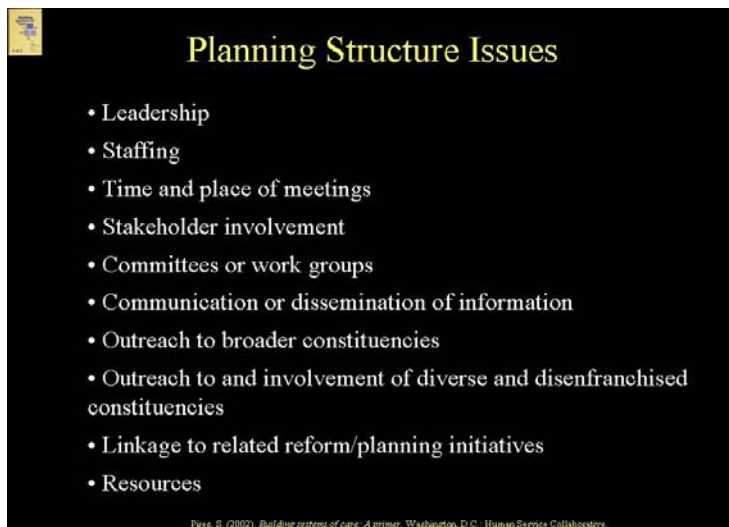 Planning Structure Issues
• Leadership
• Staffing
• Time and place of meetings
• Stakeholder involvement
• Committees or work groups
• Communication or dissemination of information
• Outreach to broader constituencies
• Outreach to and involvement of diverse and disenfranchised
constituencies
• Linkage to related reform/planning initiatives
• Resources
Pires, S. (2002). Building systems of care: A primer. Washington, D.C.: Human Service Collaborative.